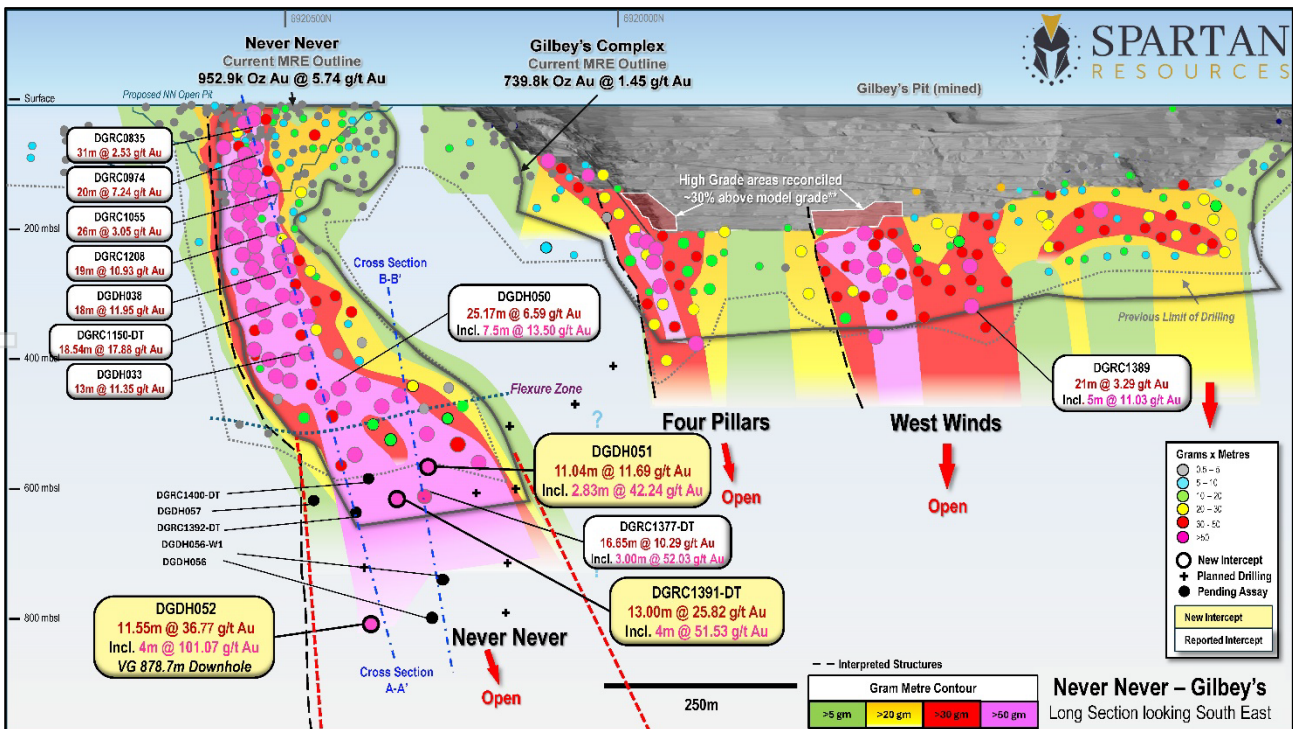 6920500N
6920000N
SPARTAN
RESOURCES
Never Never
Current MRE Outline
952.9k Oz Au @ 5.74 g/t Au
Gilbey's Complex
Current MRE Outline
739.8k Oz Au @ 1.45 g/t Au
Gilbey's Pit (mined)
Surface
Proposed NN Open Pit
DGRC0835
31m @ 2.53 g/t Au
DGRC0974
20m @ 7.24 g/t Au
DGRC1055
26m @ 3.05 g/t Au
DGRC1208
19m @ 10.93 g/t Au
DGDH038
18m @ 11.95 g/t Au
DGRC1150-DT
18.54m @ 17.88 g/t Au
DGDH033
13m @ 11.35 g/t Au
200 mbsl
400 mbsl
600 mbsl
800 mbsl
High Grade areas reconciled
~30% above model grade
Cross Section
B-B'
DGDH050
25.17m @ 6.59 g/t Au
Incl. 7.5m @ 13.50 g/t Au
Flexure Zone
?
Previous Limit of Drilling
DGRC1389
21m @ 3.29 g/t Au
Incl. 5m @ 11.03 g/t Au
Four Pillars
Open
West Winds
Open
DGDH051
11.04m @ 11.69 g/t Au
Incl. 2.83m @ 42.24 g/t Au
DGRC1400-DT
DGDH057
DGRC1392-DT
DGDH056-W1
DGDH056
DGRC1377-DT
16.65m @ 10.29 g/t Au
Incl. 3.00m @ 52.03 g/t Au
DGRC1391-DT
13.00m @ 25.82 g/t Au
Incl. 4m @ 51.53 g/t Au
DGDH052
11.55m @ 36.77 g/t Au
Incl. 4m @ 101.07 g/t Au
VG 878.7m Downhole
Never Never
Open
Cross Section
A-A'
250m
Grams x Metres
5 – 10
10 – 20
20 – 30
30 - 50
>50
New Intercept
Planned Drilling
Pending Assay
New Intercept
Reported Intercept
Interpreted Structures
Gram Metre Contour
>5 gm
>20 gm
>30 gm
>50 gm
Never Never – Gilbey's
Long Section looking South East